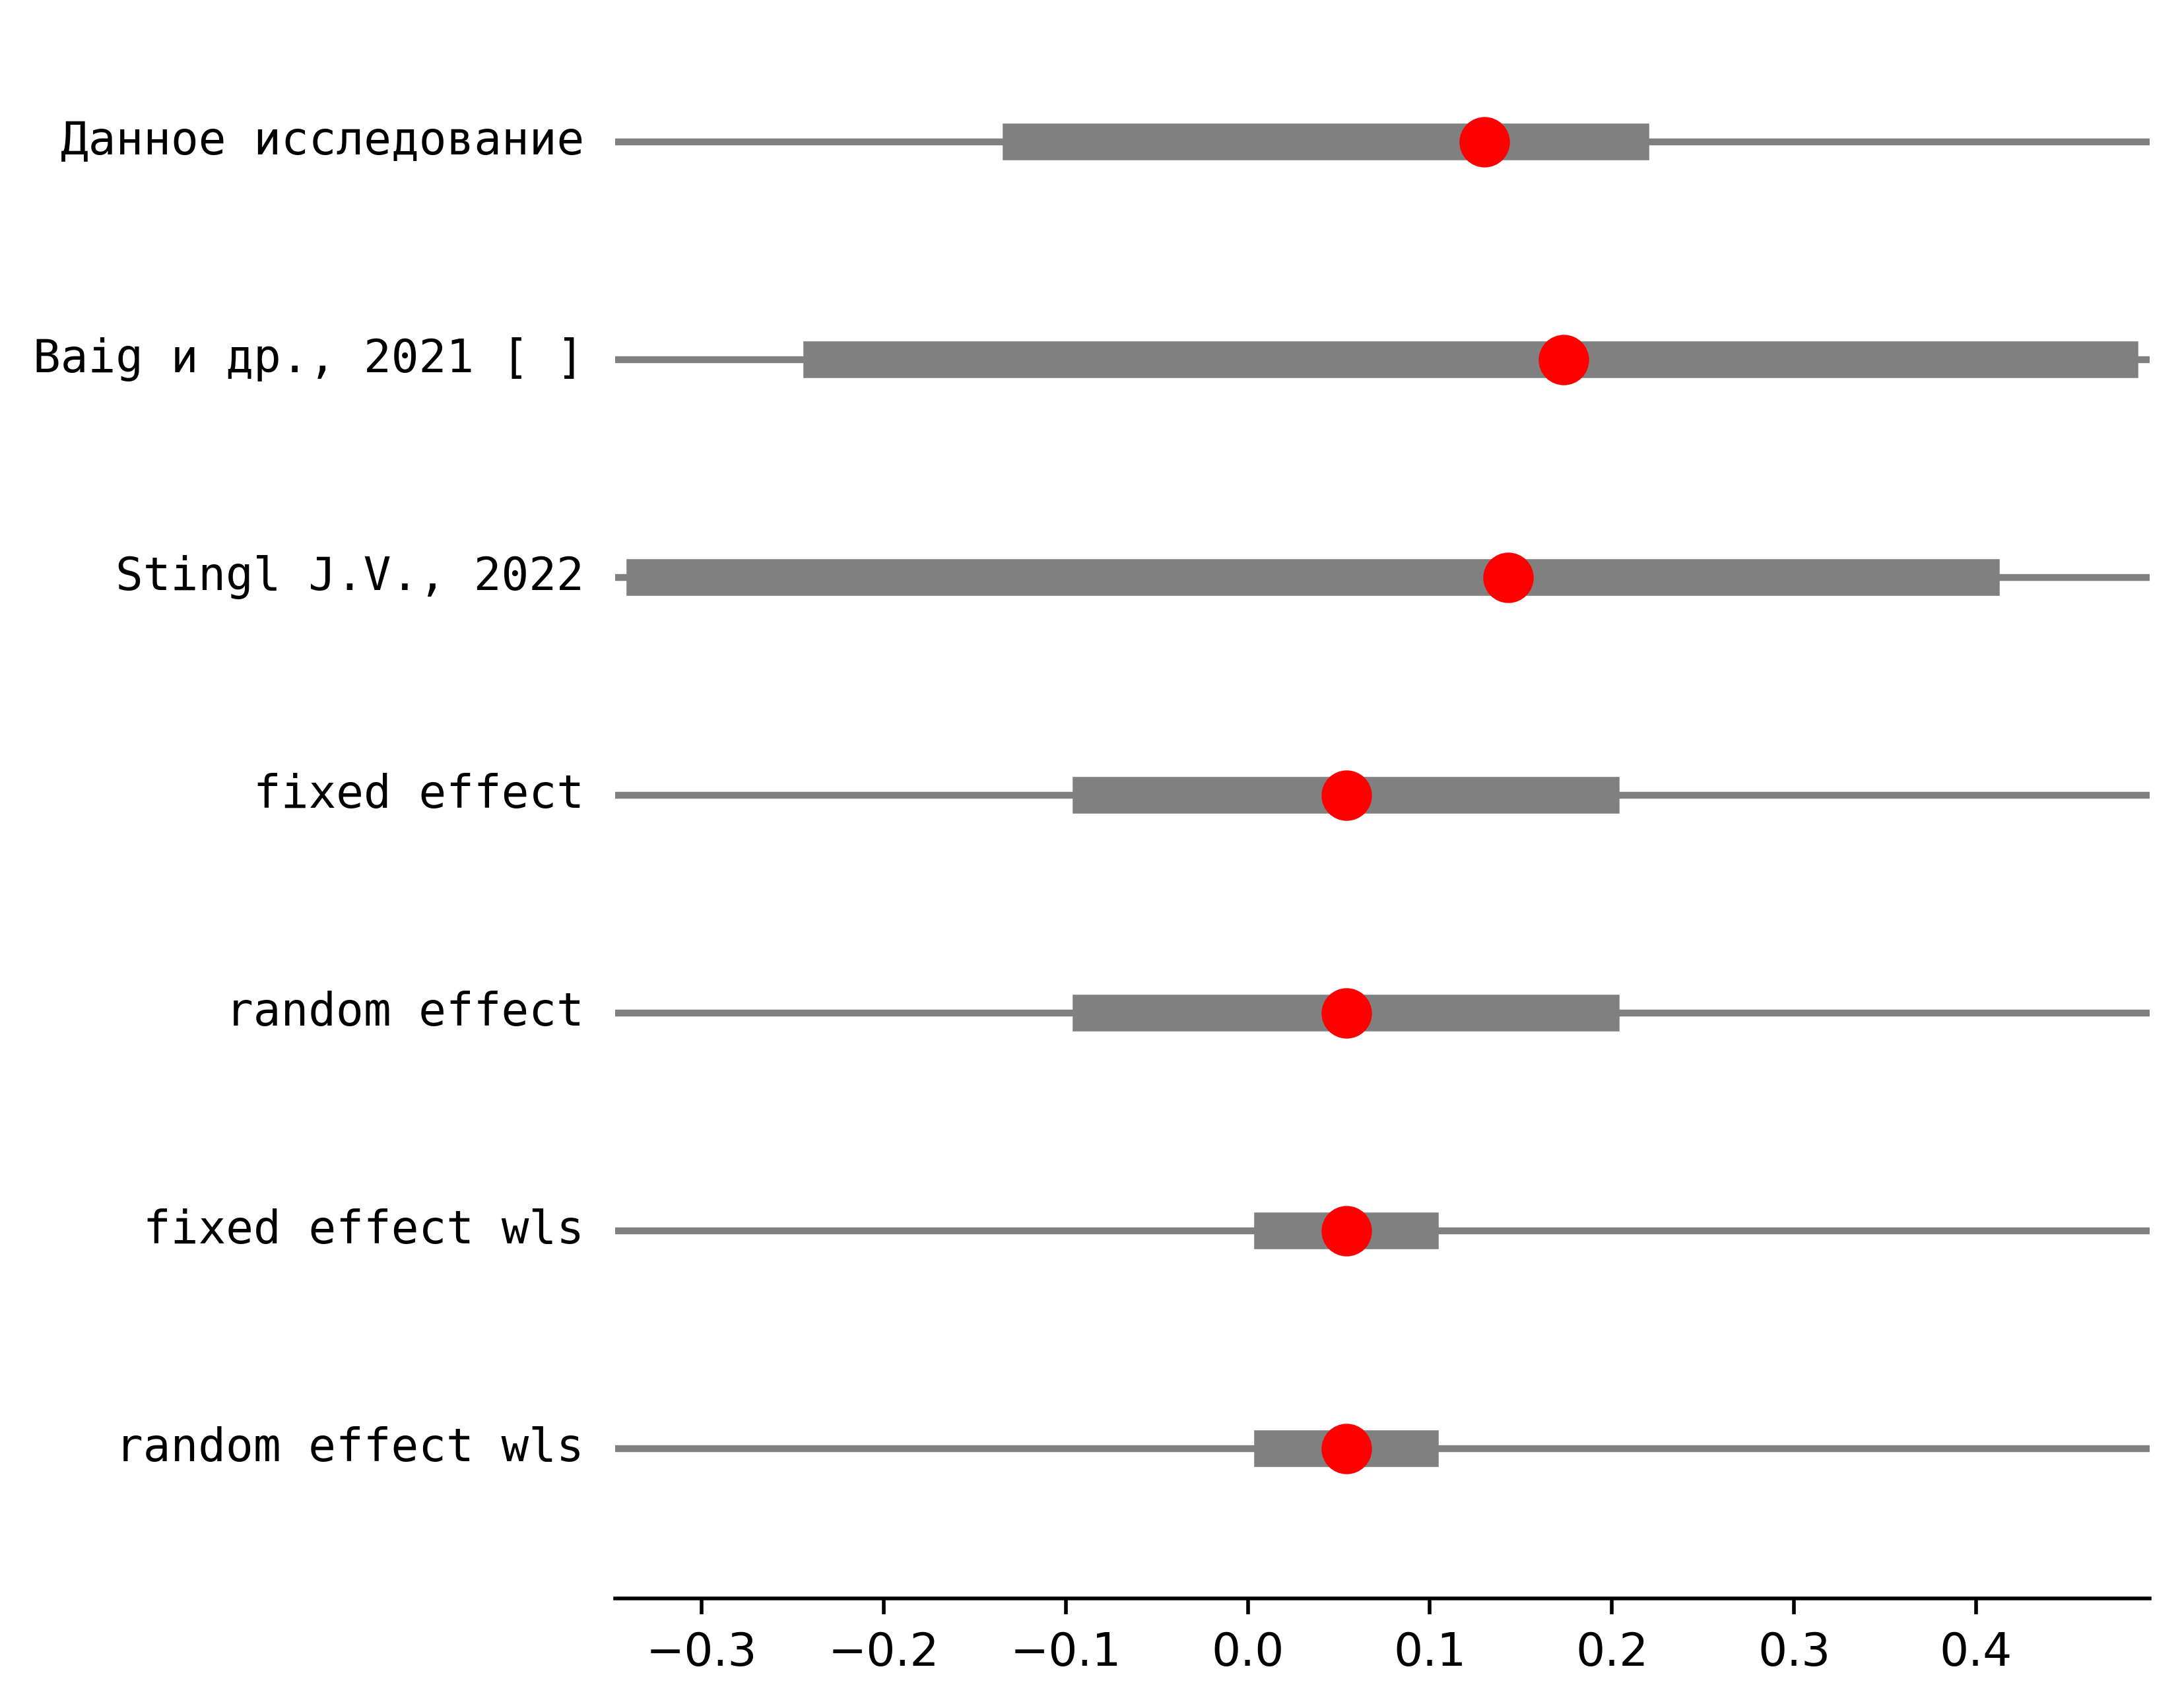 Данное исследование
Baig и др., 2021 [ ]
Stingl J.V., 2022
fixed effect
random effect
fixed effect wls
random effect wls
−0.3 −0.2 −0.1 0.0 0.1 0.2 0.3 0.4